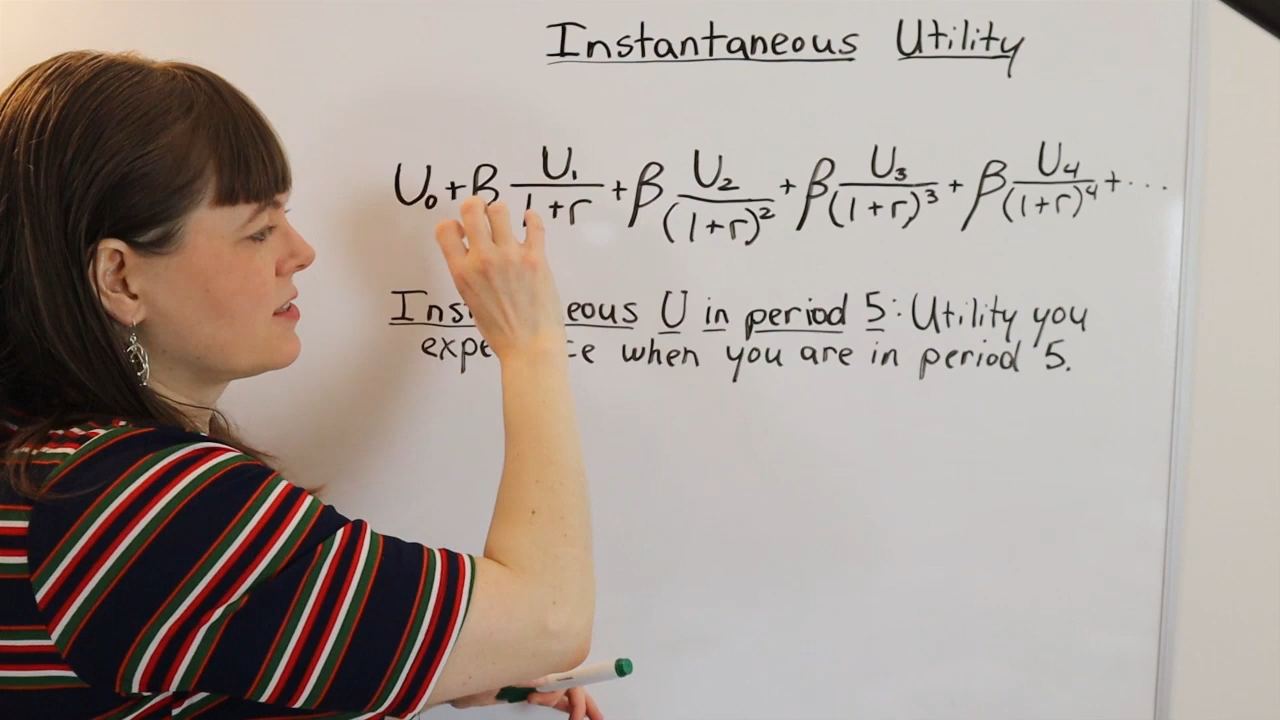 Instantaneous Utility
U₀ + β U₁/1+r + β U₂/(1+r)² + β U₃/(1+r)³ + β U₄/(1+r)⁴ + ...
U in period 5: Utility you
when you are in period 5.